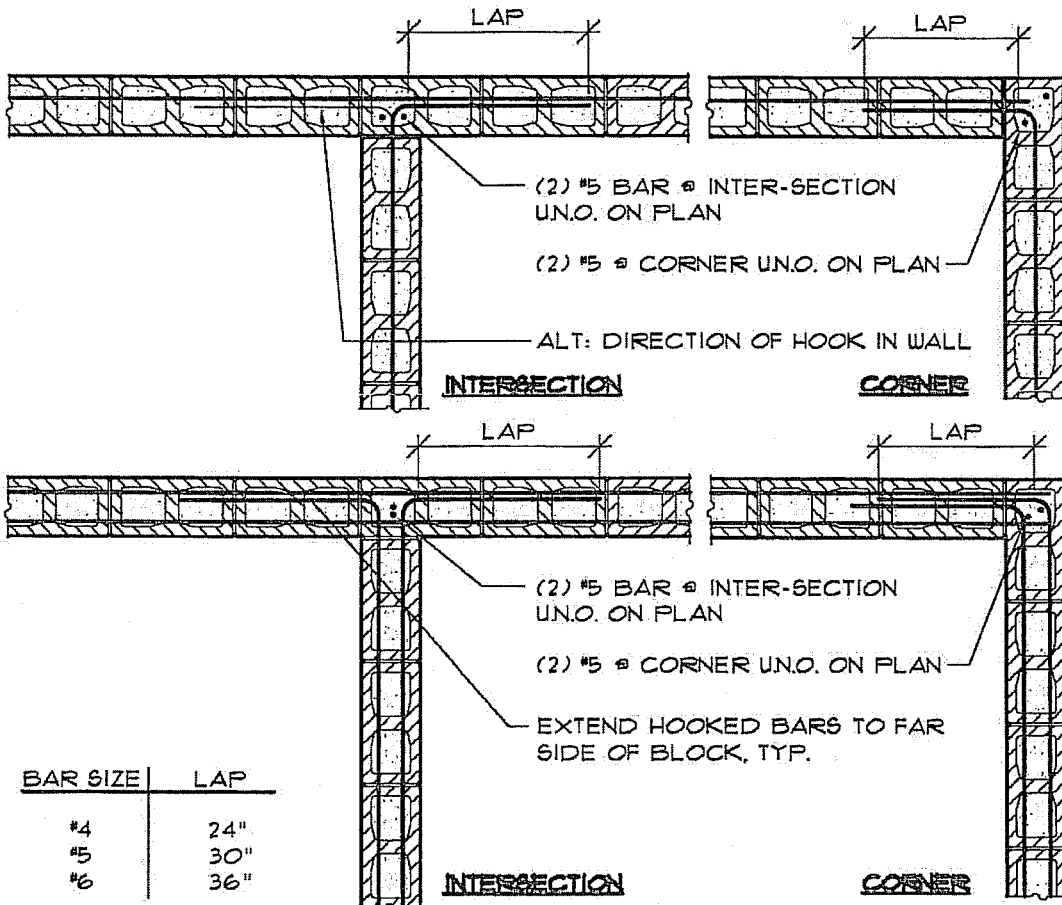 LAP
LAP
(2) #5 BAR @ INTER-SECTION
U.N.O. ON PLAN
(2) #5 @ CORNER U.N.O. ON PLAN
ALT: DIRECTION OF HOOK IN WALL
INTERSECTION
CORNER
LAP
LAP
(2) #5 BAR @ INTER-SECTION
U.N.O. ON PLAN
(2) #5 @ CORNER U.N.O. ON PLAN
EXTEND HOOKED BARS TO FAR
SIDE OF BLOCK, TYP.
BAR SIZE LAP
#4 24"
#5 30"
#6 36"
INTERSECTION
CORNER